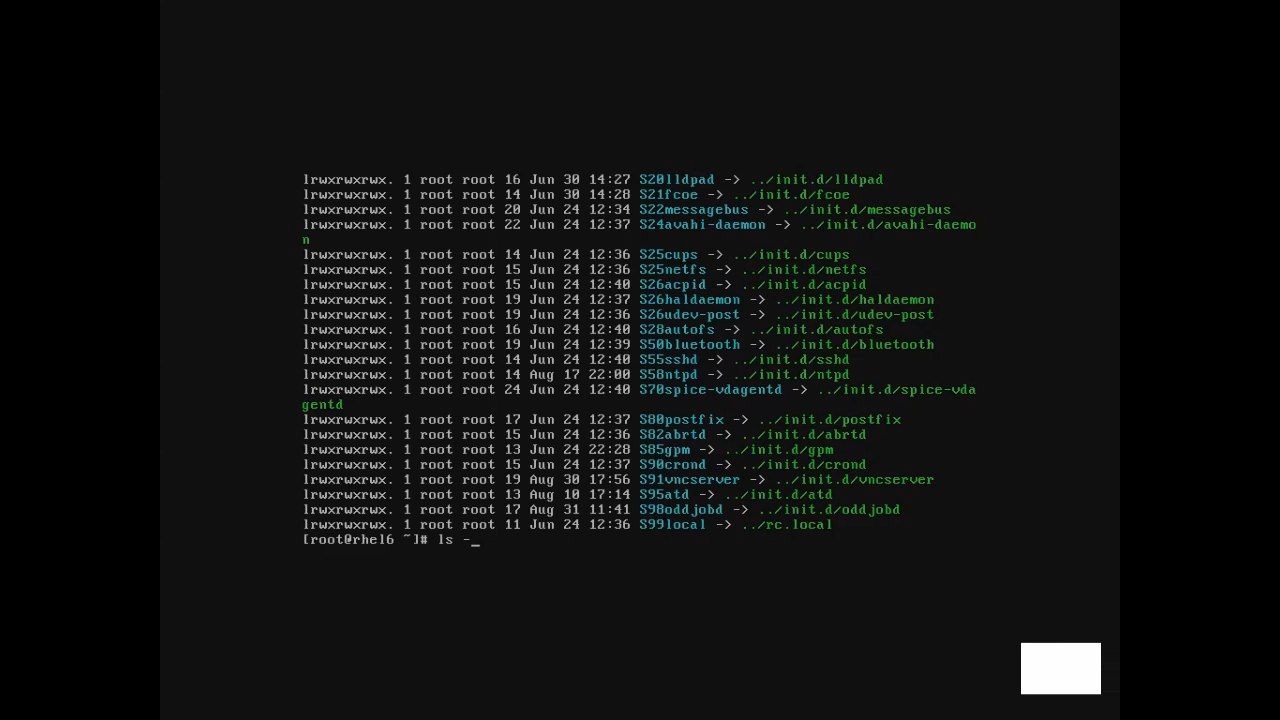 lrwxrwxrwx. 1 root root 16 Jun 30 14:27 S20lldpad -> ../init.d/lldpad
lrwxrwxrwx. 1 root root 14 Jun 30 14:28 S21fcoe -> ../init.d/fcoe
lrwxrwxrwx. 1 root root 20 Jun 24 12:34 S22messagebus -> ../init.d/messagebus
lrwxrwxrwx. 1 root root 22 Jun 24 12:37 S24avahi-daemon -> ../init.d/avahi-daemo
n
lrwxrwxrwx. 1 root root 14 Jun 24 12:36 S25cups -> ../init.d/cups
lrwxrwxrwx. 1 root root 15 Jun 24 12:36 S25netfs -> ../init.d/netfs
lrwxrwxrwx. 1 root root 15 Jun 24 12:40 S26acpid -> ../init.d/acpid
lrwxrwxrwx. 1 root root 19 Jun 24 12:37 S26haldaemon -> ../init.d/haldaemon
lrwxrwxrwx. 1 root root 19 Jun 24 12:36 S26udev-post -> ../init.d/udev-post
lrwxrwxrwx. 1 root root 16 Jun 24 12:40 S28autofs -> ../init.d/autofs
lrwxrwxrwx. 1 root root 19 Jun 24 12:39 S50bluetooth -> ../init.d/bluetooth
lrwxrwxrwx. 1 root root 14 Jun 24 12:40 S55sshd -> ../init.d/sshd
lrwxrwxrwx. 1 root root 14 Aug 17 22:00 S58ntpd -> ../init.d/ntpd
lrwxrwxrwx. 1 root root 24 Jun 24 12:40 S70spice-vdagentd -> ../init.d/spice-vda
gentd
lrwxrwxrwx. 1 root root 17 Jun 24 12:37 S80postfix -> ../init.d/postfix
lrwxrwxrwx. 1 root root 15 Jun 24 12:36 S82abrtd -> ../init.d/abrtd
lrwxrwxrwx. 1 root root 13 Jun 24 22:28 S85gpm -> ../init.d/gpm
lrwxrwxrwx. 1 root root 15 Jun 24 12:37 S90crond -> ../init.d/crond
lrwxrwxrwx. 1 root root 19 Aug 30 17:56 S91vncserver -> ../init.d/vncserver
lrwxrwxrwx. 1 root root 13 Aug 10 17:14 S95atd -> ../init.d/atd
lrwxrwxrwx. 1 root root 17 Aug 31 11:41 S98oddjobd -> ../init.d/oddjobd
lrwxrwxrwx. 1 root root 11 Jun 24 12:36 S99local -> ../rc.local
[root@rhel6 ~]# ls -_